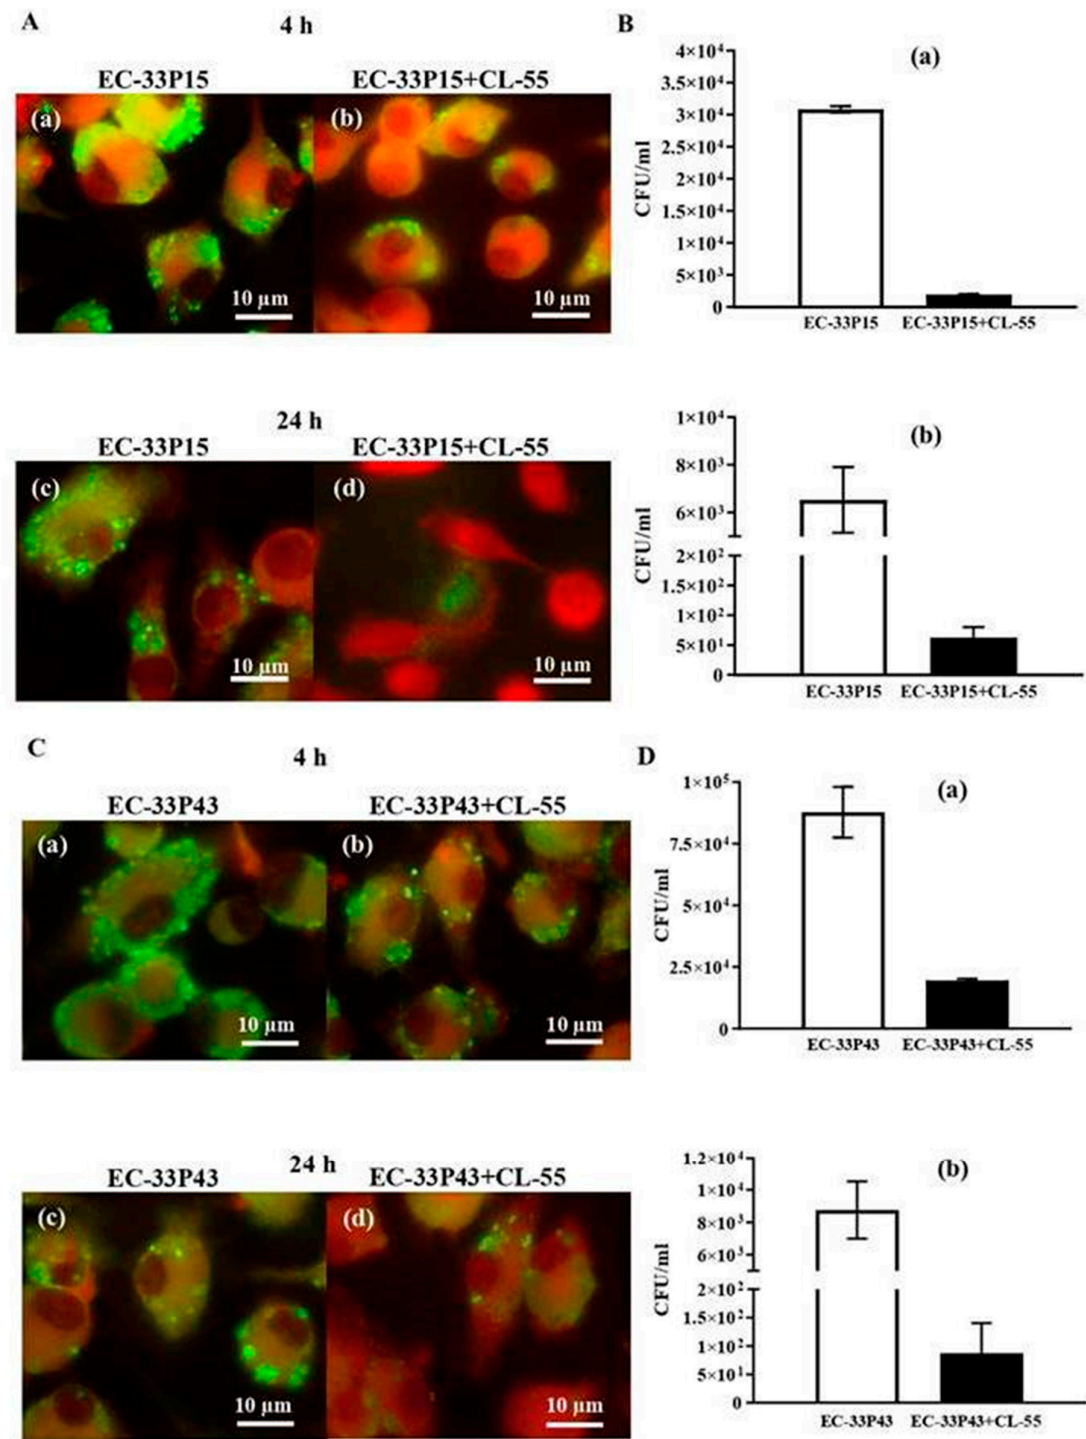 A
4 h
EC-33P15
EC-33P15+CL-55
(a)
(b)
10 µm
10 µm
B
(a)
CFU/ml
4×10⁴
3.5×10⁴
3×10⁴
2.5×10⁴
2×10⁴
1.5×10⁴
1×10⁴
5×10³
0
EC-33P15
EC-33P15+CL-55
24 h
EC-33P15
EC-33P15+CL-55
(c)
(d)
10 µm
10 µm
(b)
CFU/ml
1×10⁴
8×10³
6×10³
2×10²
1.5×10²
1×10²
5×10¹
0
EC-33P15
EC-33P15+CL-55
C
4 h
EC-33P43
EC-33P43+CL-55
(a)
(b)
10 µm
10 µm
D
(a)
CFU/ml
1×10⁵
7.5×10⁴
5×10⁴
2.5×10⁴
0
EC-33P43
EC-33P43+CL-55
24 h
EC-33P43
EC-33P43+CL-55
(c)
(d)
10 µm
10 µm
(b)
CFU/ml
1.2×10⁴
1×10⁴
8×10³
6×10³
2×10²
1.5×10²
1×10²
5×10¹
0
EC-33P43
EC-33P43+CL-55